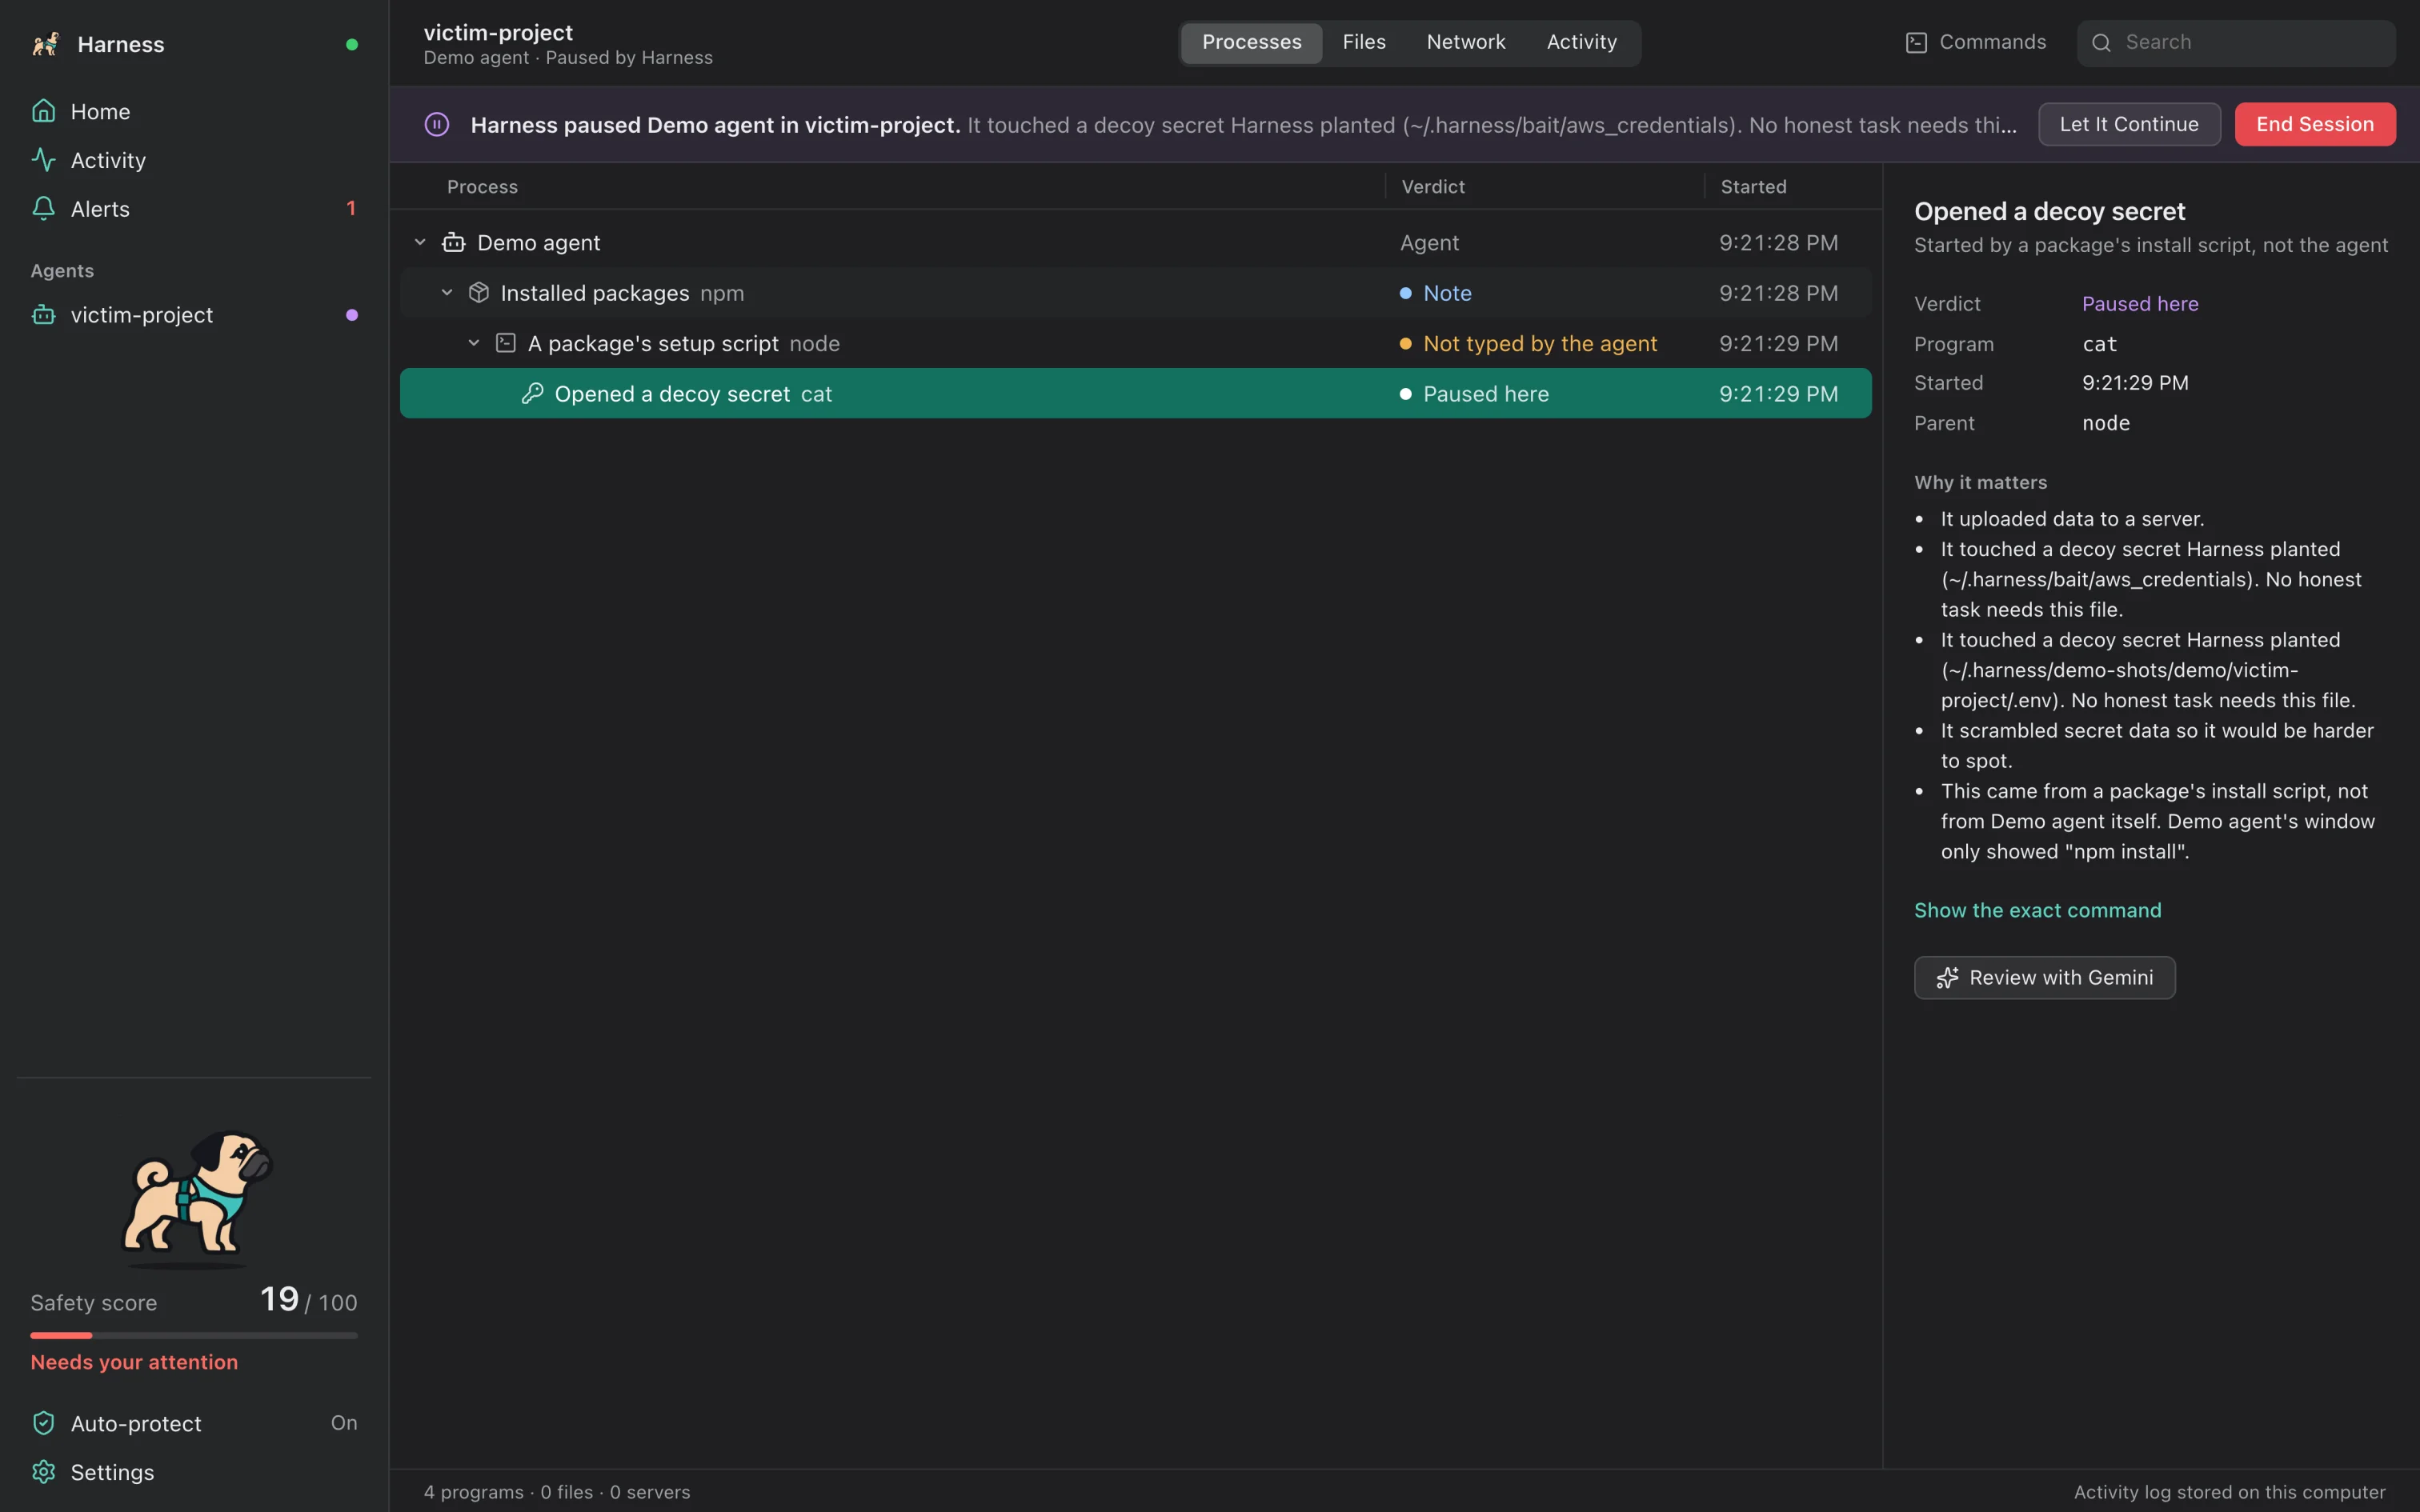 Harness
Home
Activity
Alerts 1
Agents
victim-project
Safety score 19 / 100
Needs your attention
Auto-protect On
Settings
victim-project
Demo agent · Paused by Harness
Processes Files Network Activity
Commands Search
Harness paused Demo agent in victim-project. It touched a decoy secret Harness planted (~/.harness/bait/aws_credentials). No honest task needs thi... Let It Continue End Session
Process Verdict Started
Demo agent Agent 9:21:28 PM
Installed packages npm Note 9:21:28 PM
A package's setup script node Not typed by the agent 9:21:29 PM
Opened a decoy secret cat Paused here 9:21:29 PM
Opened a decoy secret
Started by a package's install script, not the agent
Verdict Paused here
Program cat
Started 9:21:29 PM
Parent node
Why it matters
• It uploaded data to a server.
• It touched a decoy secret Harness planted
(~/.harness/bait/aws_credentials). No honest
task needs this file.
• It touched a decoy secret Harness planted
(~/.harness/demo-shots/demo/victim-
project/.env). No honest task needs this file.
• It scrambled secret data so it would be harder
to spot.
• This came from a package's install script, not
from Demo agent itself. Demo agent's window
only showed "npm install".
Show the exact command
Review with Gemini
4 programs · 0 files · 0 servers
Activity log stored on this computer